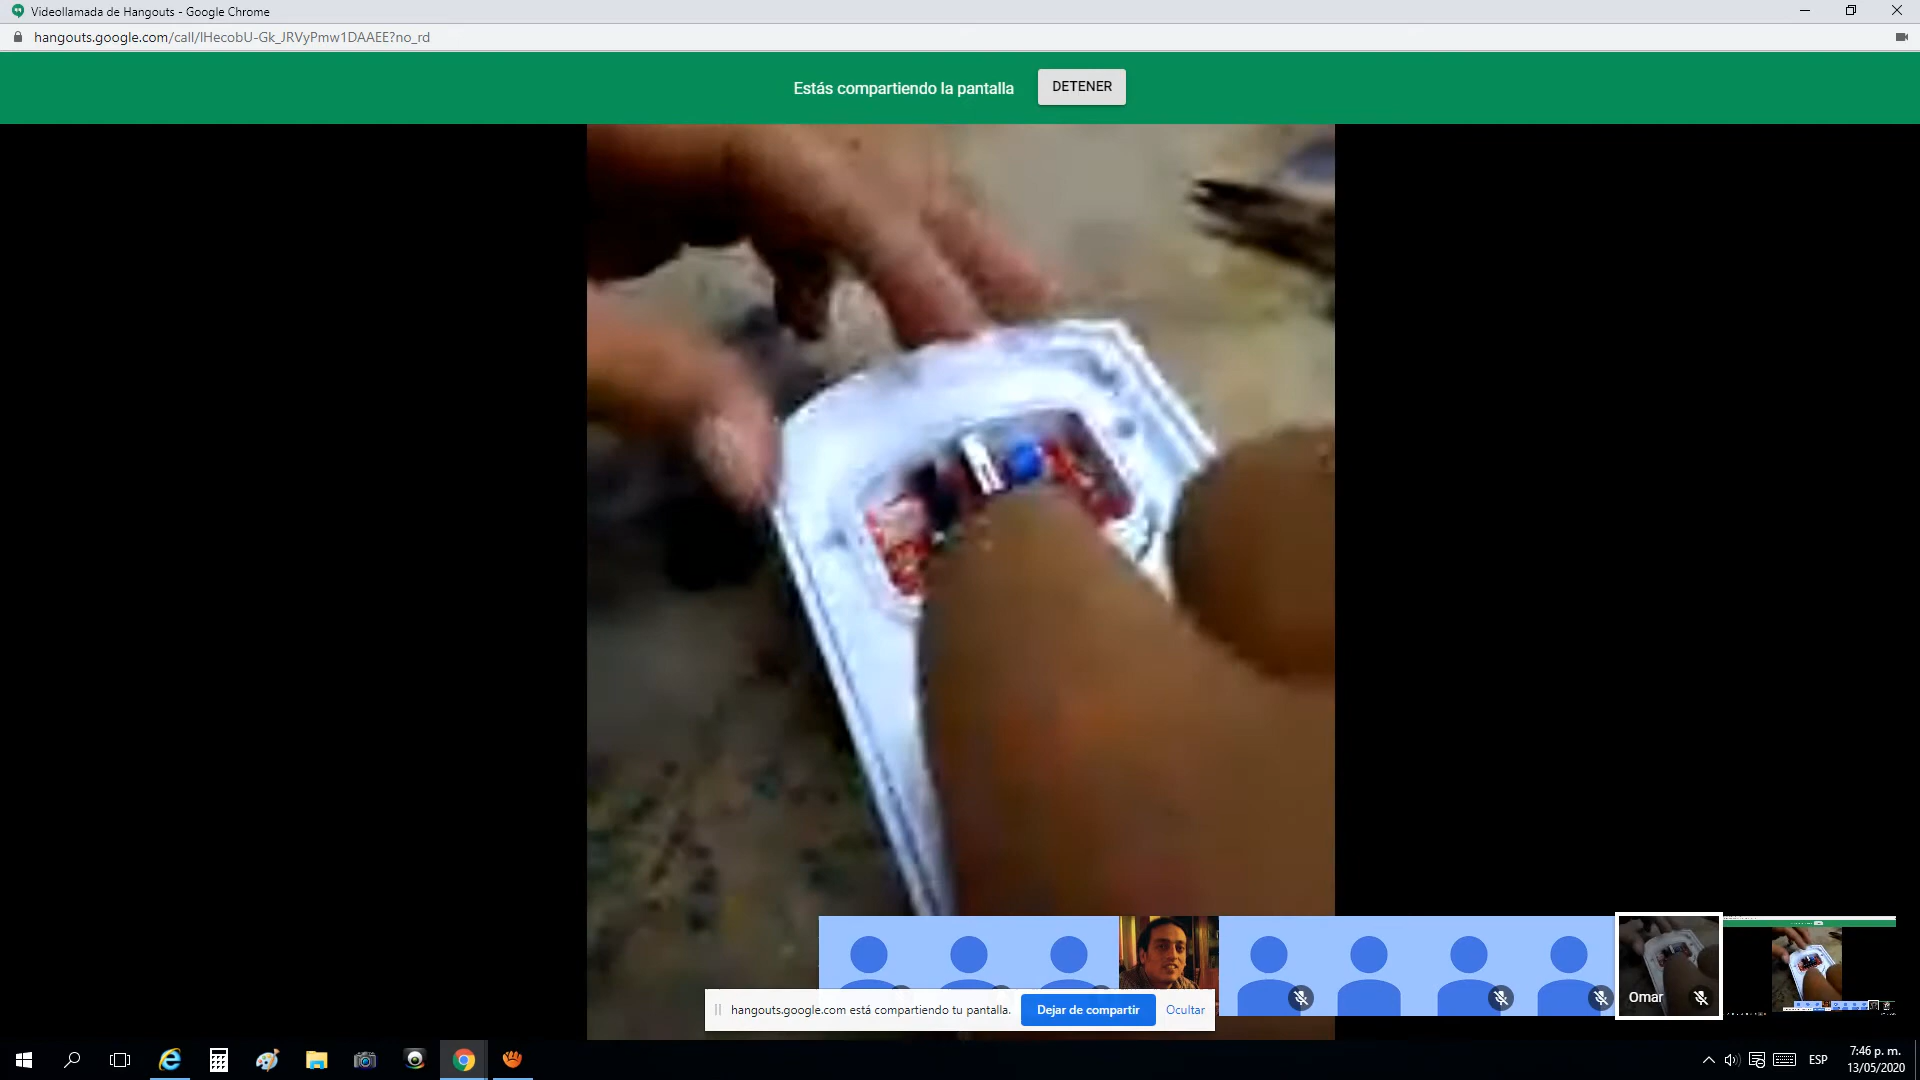 Videollamada de Hangouts - Google Chrome
hangouts.google.com/call/IHecobU-Gk_JRVyPmw1DAAEE?no_rd
Estás compartiendo la pantalla
DETENER
Omar
hangouts.google.com está compartiendo tu pantalla.
Dejar de compartir
Ocultar
ESP
7:46 p. m.
13/05/2020